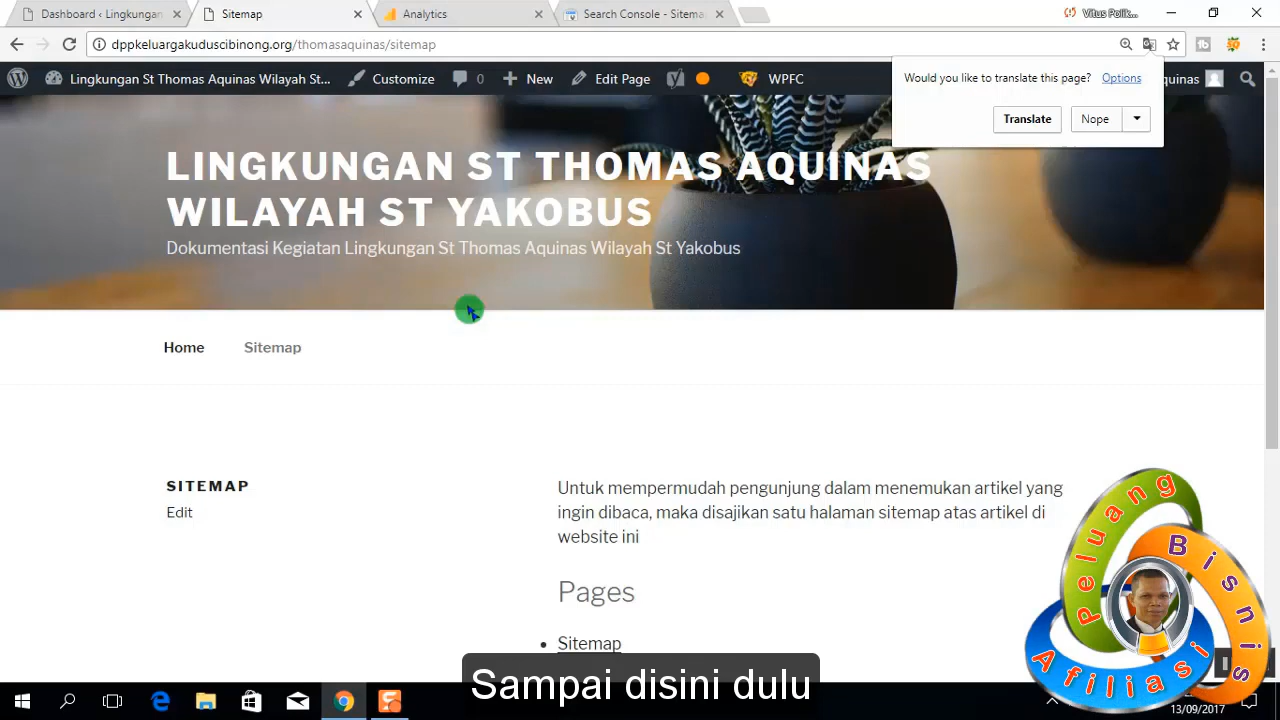 Dashboard ‹ Lingkungan
Sitemap
Analytics
Search Console - Sitema
Vitus Polik...
dppkeluargakuduscibinong.org/thomasaquinas/sitemap
Lingkungan St Thomas Aquinas Wilayah St...
Customize
0
New
Edit Page
WPFC
quinas
Would you like to translate this page? Options
Translate
Nope
LINGKUNGAN ST THOMAS AQUINAS
WILAYAH ST YAKOBUS
Dokumentasi Kegiatan Lingkungan St Thomas Aquinas Wilayah St Yakobus
Home
Sitemap
SITEMAP
Edit
Untuk mempermudah pengunjung dalam menemukan artikel yang
ingin dibaca, maka disajikan satu halaman sitemap atas artikel di
website ini
Pages
Sitemap
Peluang
Bisnis
Afiliasi
Sampai disini dulu
13/09/2017